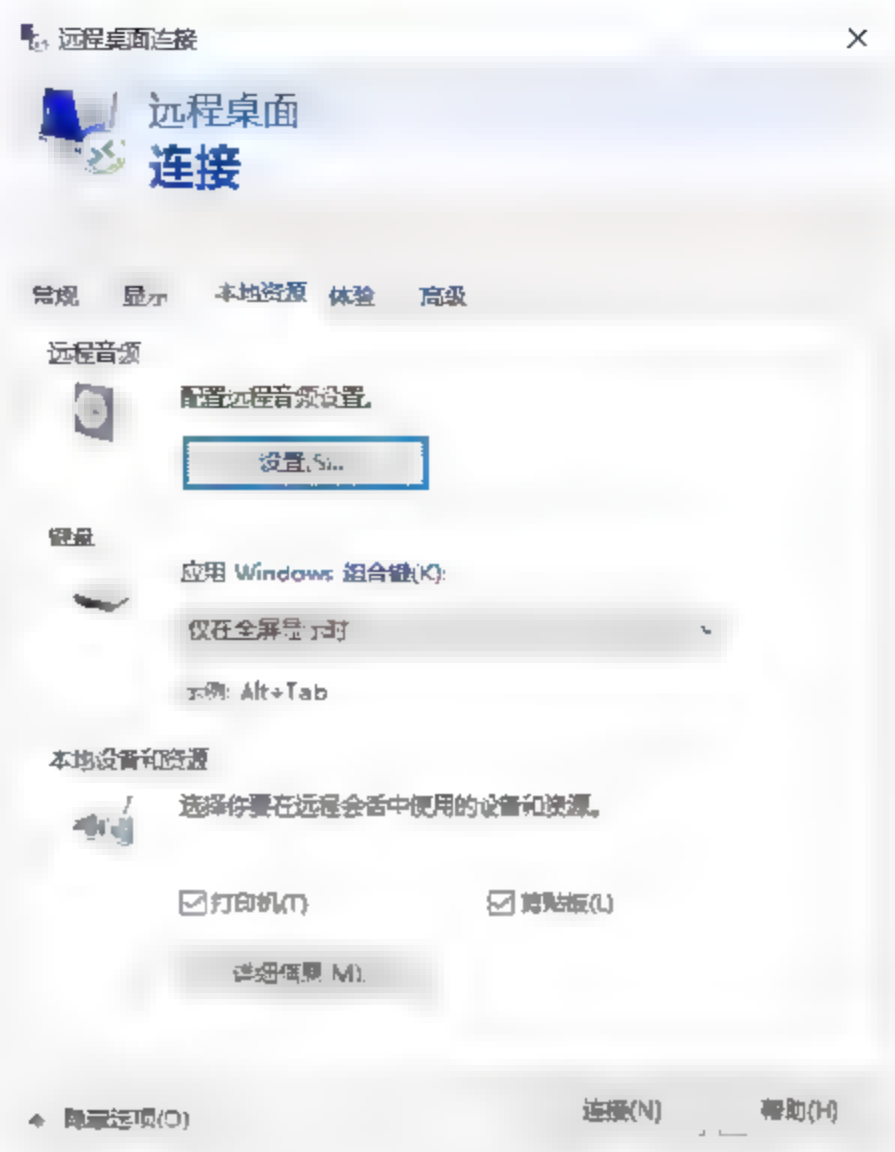 远程桌面连接
远程桌面
连接
常规 显示 本地资源 体验 高级
远程音频
配置远程音频设置。
设置(S)...
键盘
应用 Windows 组合键(K):
仅在全屏显示时
示例: Alt+Tab
本地设备和资源
选择你要在远程会话中使用的设备和资源。
打印机(T) 剪贴板(L)
详细信息(M)...
隐藏选项(O) 连接(N) 帮助(H)